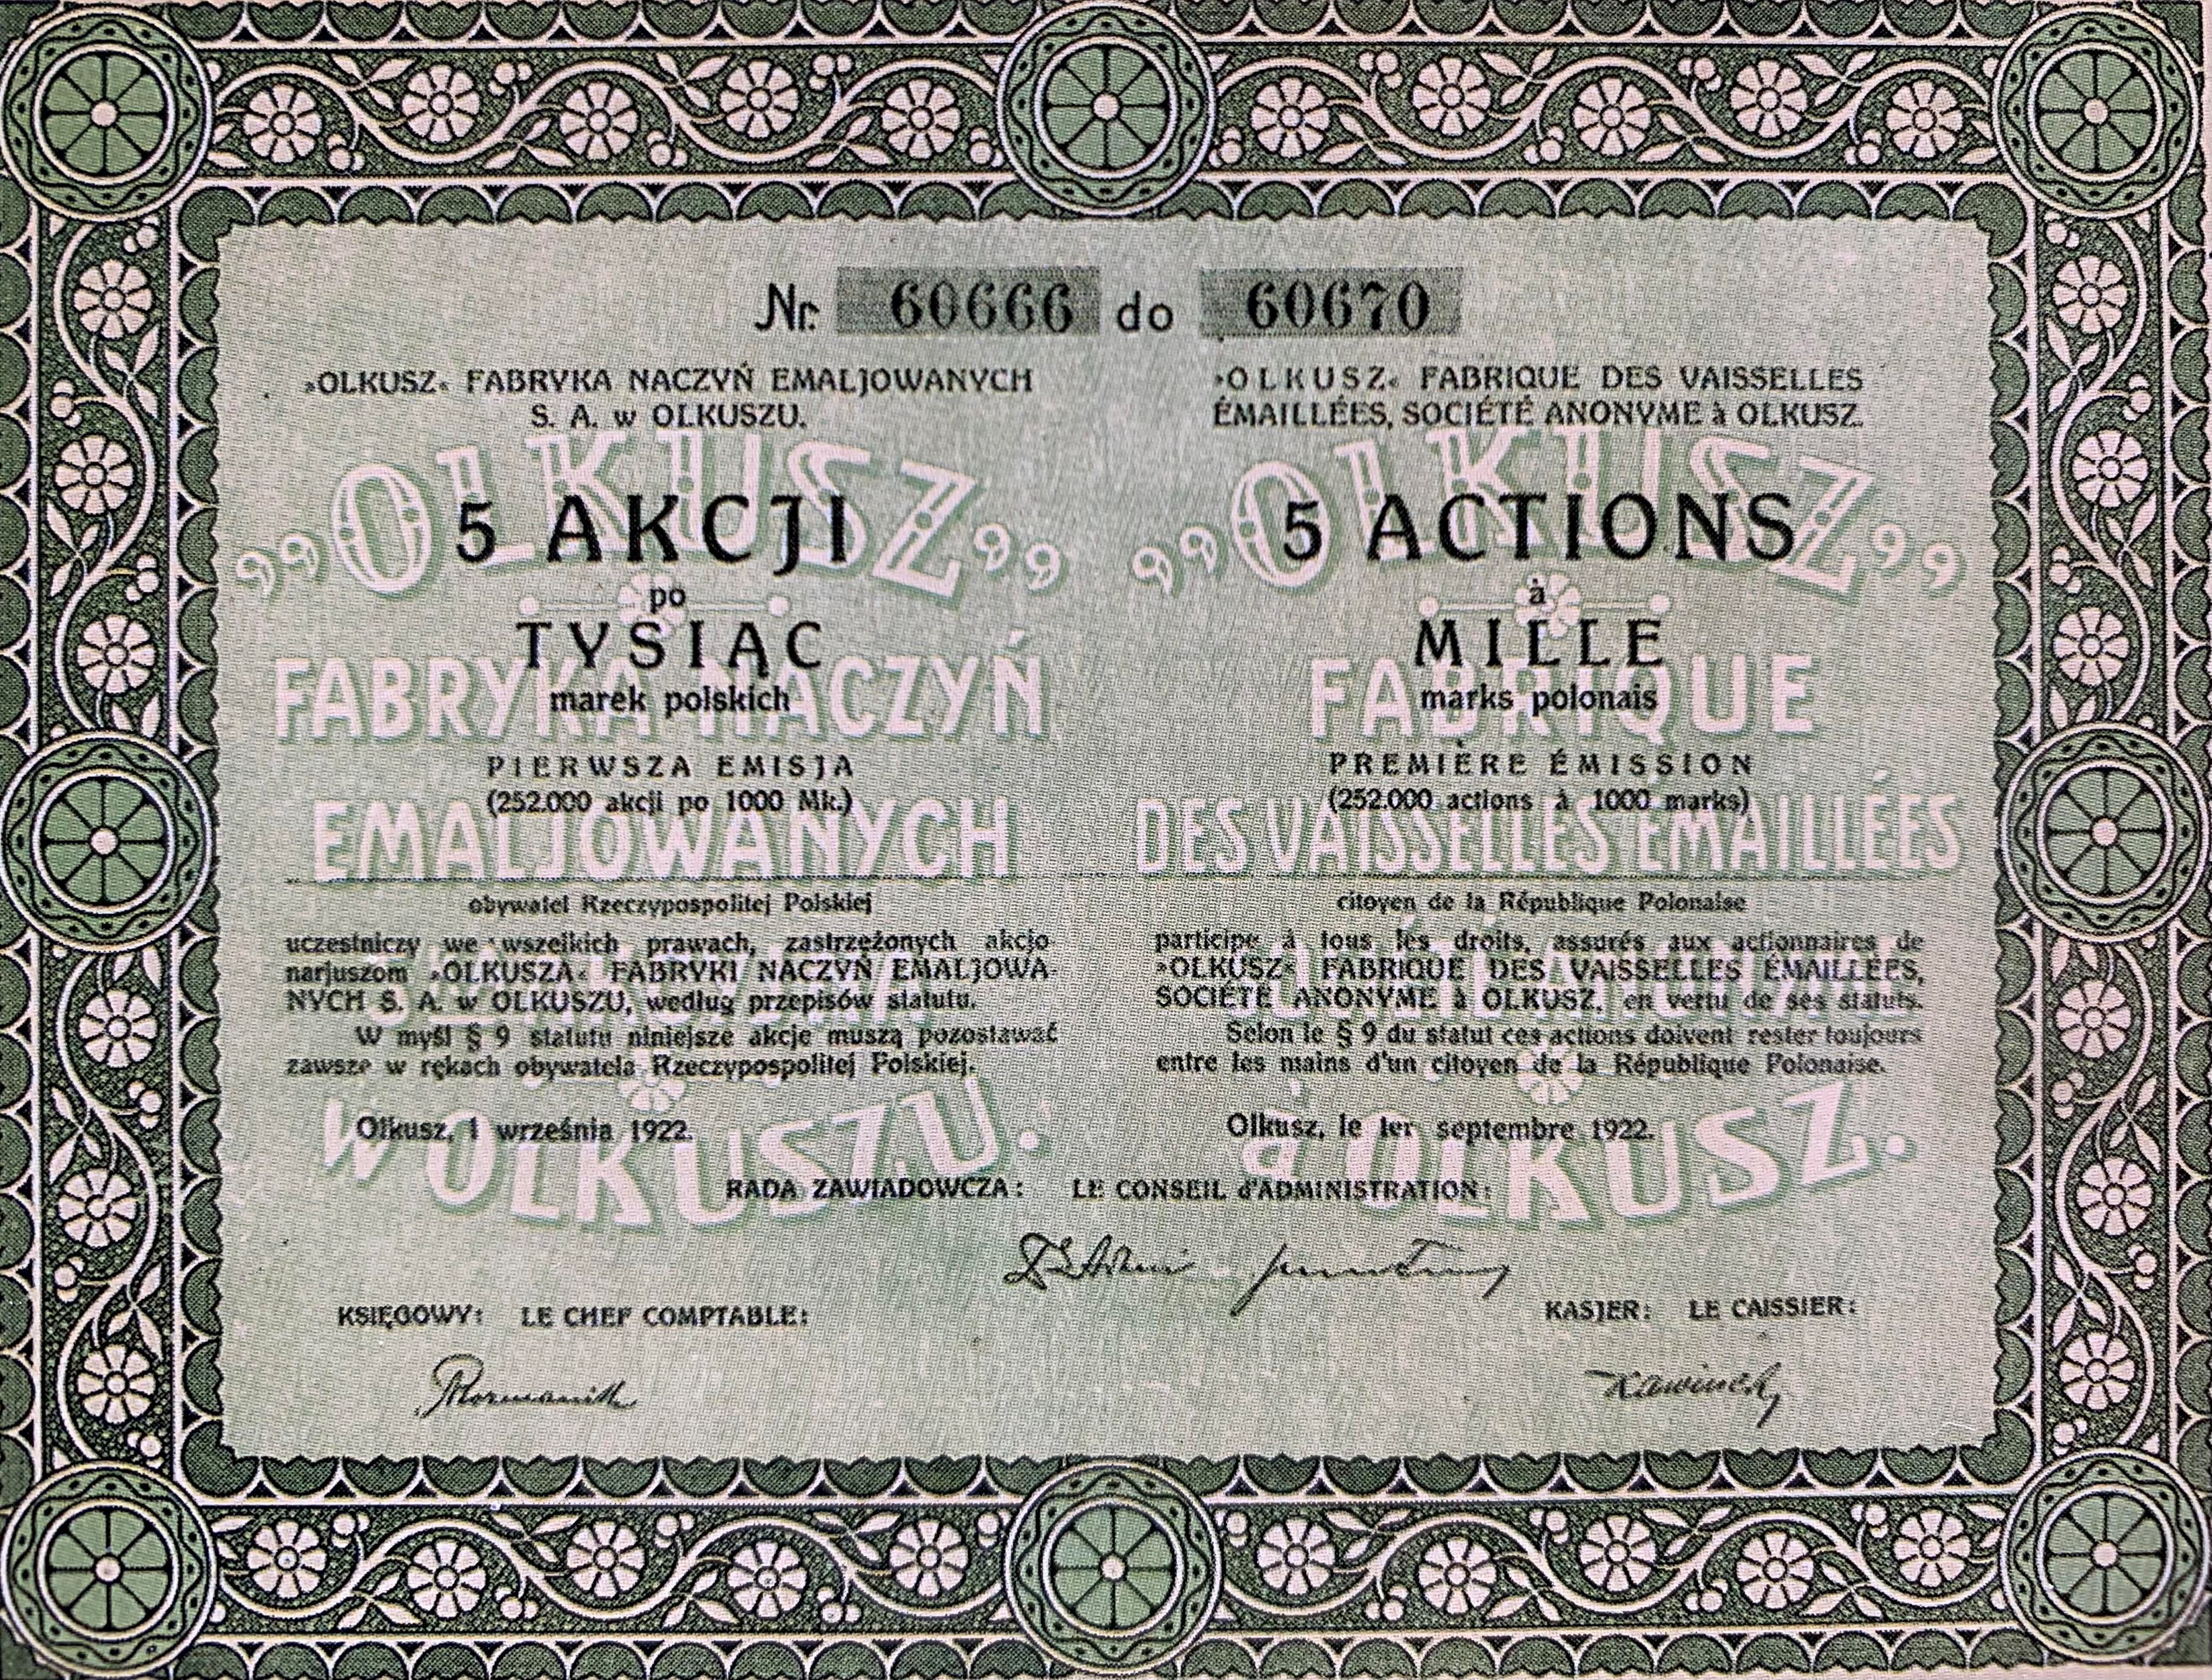 Nr. 60666 do 60670
»OLKUSZ« FABRYKA NACZYŃ EMALJOWANYCH
S. A. w OLKUSZU.
„OLKUSZ„
5 AKCJI
po
TYSIĄC
marek polskich
FABRYKA NACZYŃ
PIERWSZA EMISJA
(252.000 akcji po 1000 Mk.)
EMALJOWANYCH
obywatel Rzeczypospolitej Polskiej
uczestniczy we wszelkich prawach, zastrzeżonych akcjo-
narjuszom »OLKUSZA« FABRYKI NACZYŃ EMALJOWA-
NYCH S. A. w OLKUSZU, według przepisów statutu.
W myśl § 9 statutu niniejsze akcje muszą pozostawać
zawsze w rękach obywatela Rzeczypospolitej Polskiej.
Olkusz, 1 września 1922.
W OLKUSZU.
»OLKUSZ« FABRIQUE DES VAISSELLES
ÉMAILLÉES, SOCIÉTÉ ANONYME à OLKUSZ.
„OLKUSZ„
5 ACTIONS
à
MILLE
marks polonais
FABRIQUE
PREMIÈRE ÉMISSION
(252.000 actions à 1000 marks)
DES VAISSELLES ÉMAILLÉES
citoyen de la République Polonaise
participe à tous les droits, assurés aux actionnaires de
»OLKUSZ« FABRIQUE DES VAISSELLES ÉMAILLÉES,
SOCIÉTÉ ANONYME à OLKUSZ, en vertu de ses statuts.
Selon le § 9 du statut ces actions doivent rester toujours
entre les mains d'un citoyen de la République Polonaise.
Olkusz, le 1er septembre 1922.
à OLKUSZ.
RADA ZAWIADOWCZA: LE CONSEIL d'ADMINISTRATION:
KSIĘGOWY: LE CHEF COMPTABLE:
KASJER: LE CAISSIER: